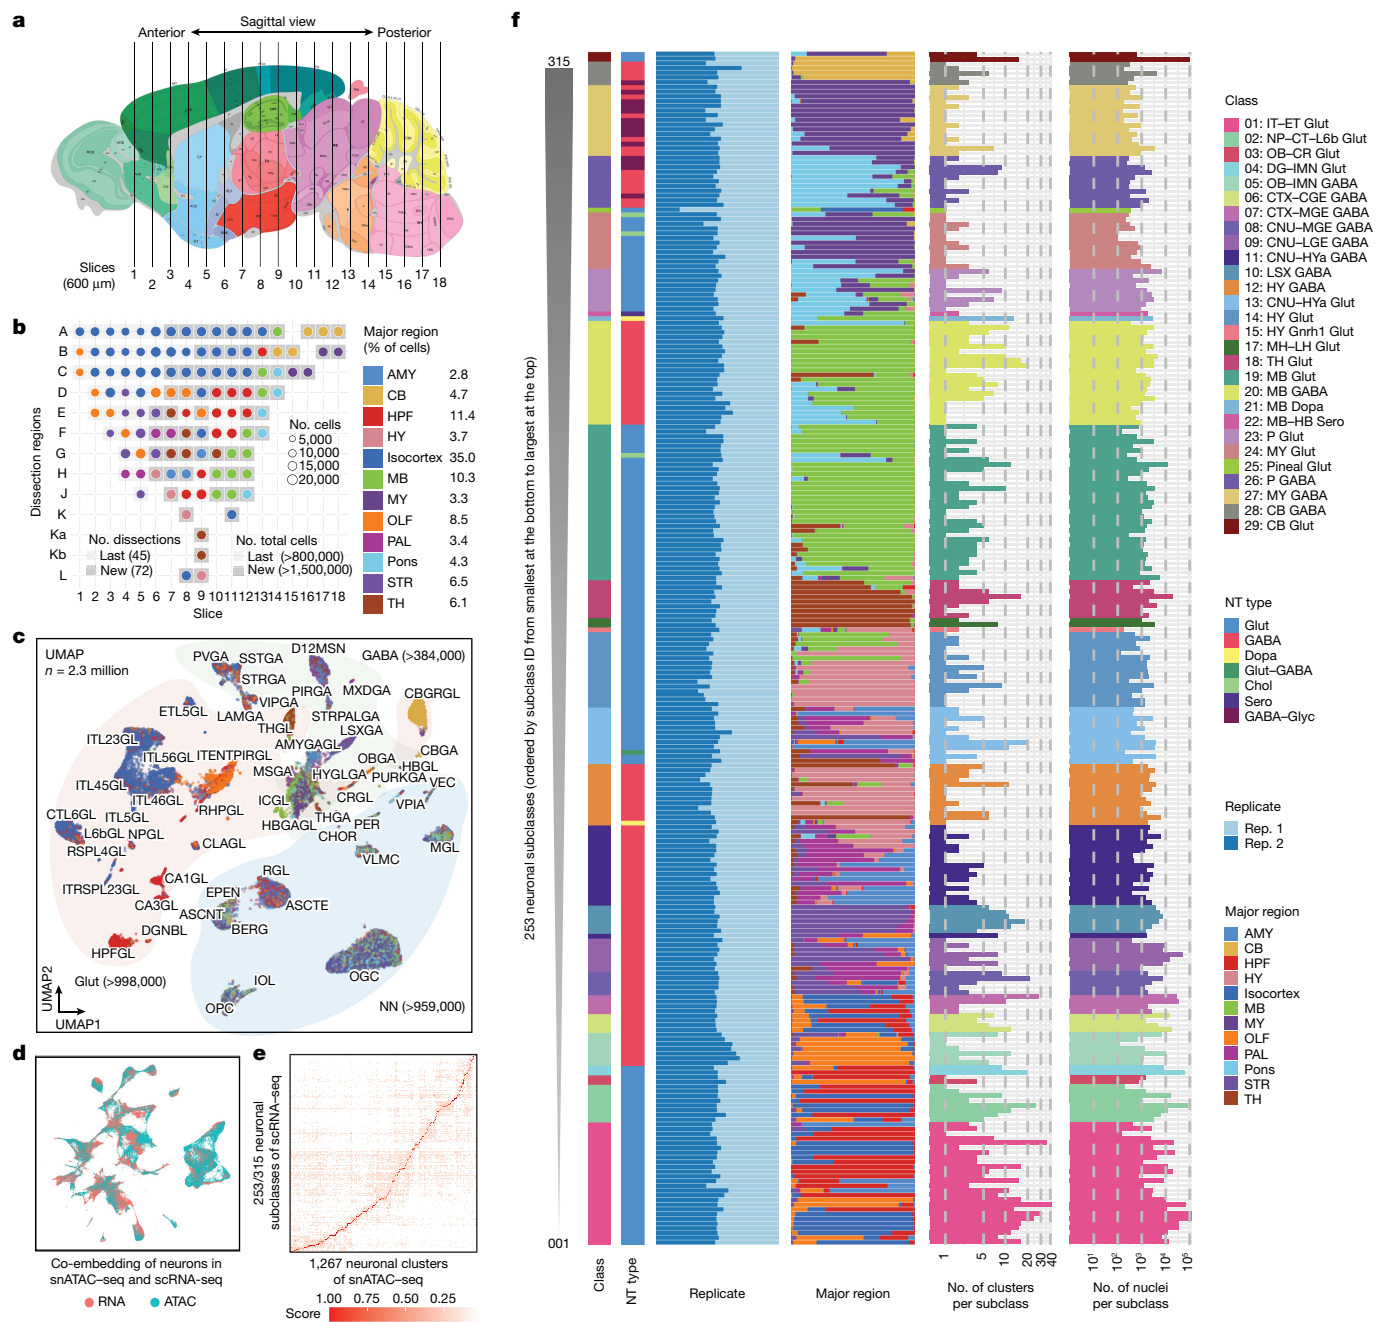 a
Sagittal view
Anterior
Posterior
Slices
(600 µm)
1 2 3 4 5 6 7 8 9 10 11 12 13 14 15 16 17 18
b
A
B
C
D
E
F
G
H
J
K
Ka
Kb
L
Dissection regions
No. cells
5,000
10,000
15,000
20,000
No. dissections
Last (45)
New (72)
No. total cells
Last (>800,000)
New (>1,500,000)
1 2 3 4 5 6 7 8 9 10 11 12 13 14 15 16 17 18
Slice
Major region
(% of cells)
AMY 2.8
CB 4.7
HPF 11.4
HY 3.7
Isocortex 35.0
MB 10.3
MY 3.3
OLF 8.5
PAL 3.4
Pons 4.3
STR 6.5
TH 6.1
c
UMAP
n = 2.3 million
PVGA
SSTGA
D12MSN
GABA (>384,000)
STRGA
PIRGA
MXDGA
CBGRGL
VIPGA
ETL5GL
LAMGA
THGL
STRPALGA
LSXGA
ITL23GL
AMYGAGL
CBGA
ITL56GL
ITENTPIRGL
OBGA
HBGL
MSGA
HYGLGA
PURKGA
VEC
ITL45GL
ITL46GL
RHPGL
ICGL
CRGL
VPIA
CTL6GL
ITL5GL
THGA
PER
HBGAGL
CHOR
L6bGL
NPGL
CLAGL
VLMC
MGL
RSPL4GL
RGL
ITRSPL23GL
CA1GL
EPEN
CA3GL
ASCNT
ASCTE
DGNBL
BERG
HPFGL
OGC
IOL
Glut (>998,000)
OPC
NN (>959,000)
UMAP2
UMAP1
d
Co-embedding of neurons in
snATAC–seq and scRNA-seq
RNA
ATAC
e
253/315 neuronal
subclasses of scRNA–seq
1,267 neuronal clusters
of snATAC–seq
1.00 0.75 0.50 0.25
Score
f
315
253 neuronal subclasses (ordered by subclass ID from smallest at the bottom to largest at the top)
001
Class
NT type
Replicate
Major region
1 5 10 20 30 40
No. of clusters
per subclass
10¹ 10² 10³ 10⁴ 10⁵
No. of nuclei
per subclass
Class
01: IT–ET Glut
02: NP–CT–L6b Glut
03: OB–CR Glut
04: DG–IMN Glut
05: OB–IMN GABA
06: CTX–CGE GABA
07: CTX–MGE GABA
08: CNU–MGE GABA
09: CNU–LGE GABA
11: CNU–HYa GABA
10: LSX GABA
12: HY GABA
13: CNU–HYa Glut
14: HY Glut
15: HY Gnrh1 Glut
17: MH–LH Glut
18: TH Glut
19: MB Glut
20: MB GABA
21: MB Dopa
22: MB–HB Sero
23: P Glut
24: MY Glut
25: Pineal Glut
26: P GABA
27: MY GABA
28: CB GABA
29: CB Glut
NT type
Glut
GABA
Dopa
Glut–GABA
Chol
Sero
GABA–Glyc
Replicate
Rep. 1
Rep. 2
Major region
AMY
CB
HPF
HY
Isocortex
MB
MY
OLF
PAL
Pons
STR
TH